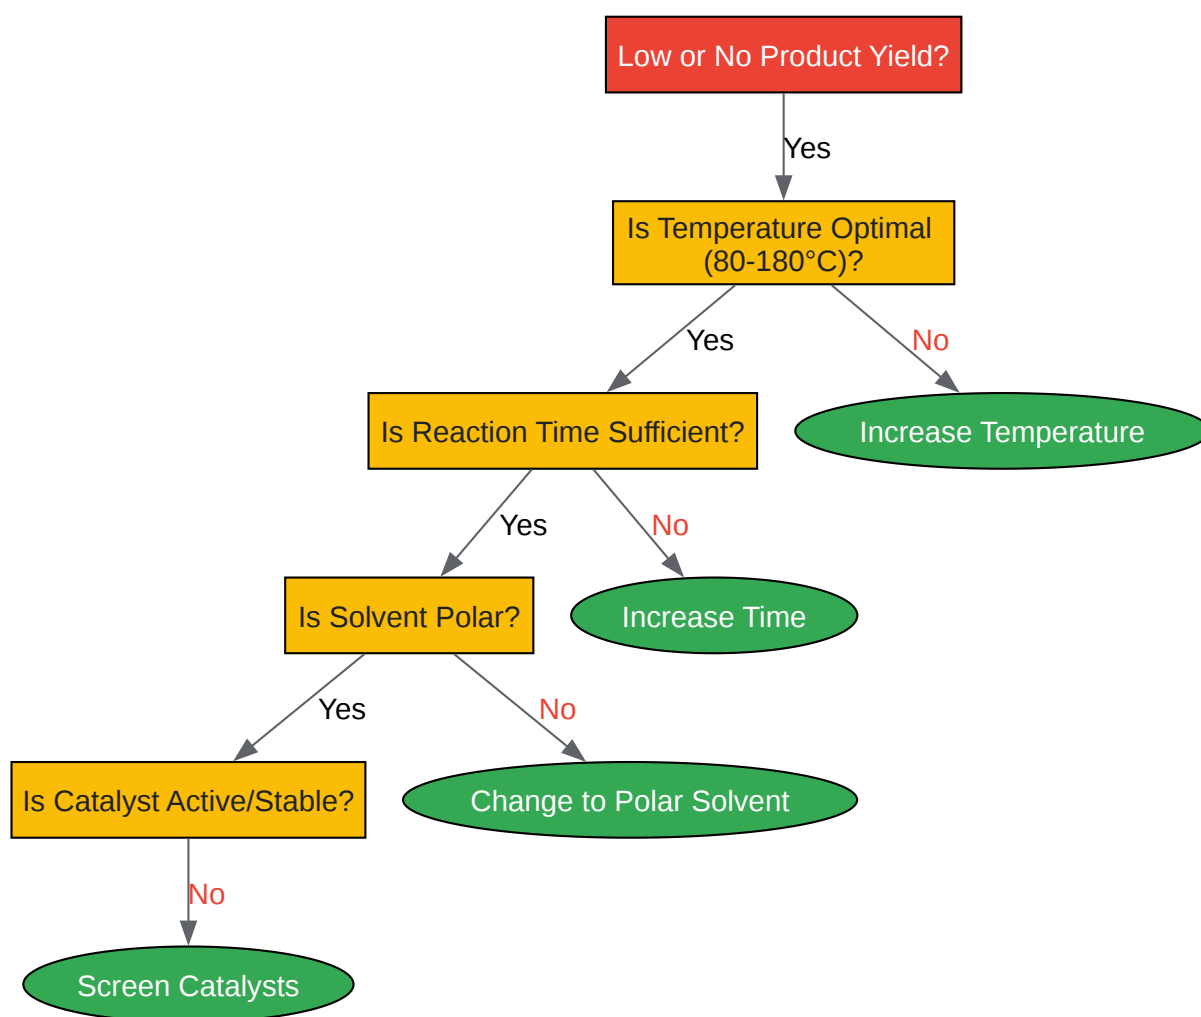 Low or No Product Yield?
Yes
Is Temperature Optimal
(80-180°C)?
Yes
No
Is Reaction Time Sufficient?
Increase Temperature
Yes
No
Is Solvent Polar?
Increase Time
Yes
No
Is Catalyst Active/Stable?
Change to Polar Solvent
No
Screen Catalysts